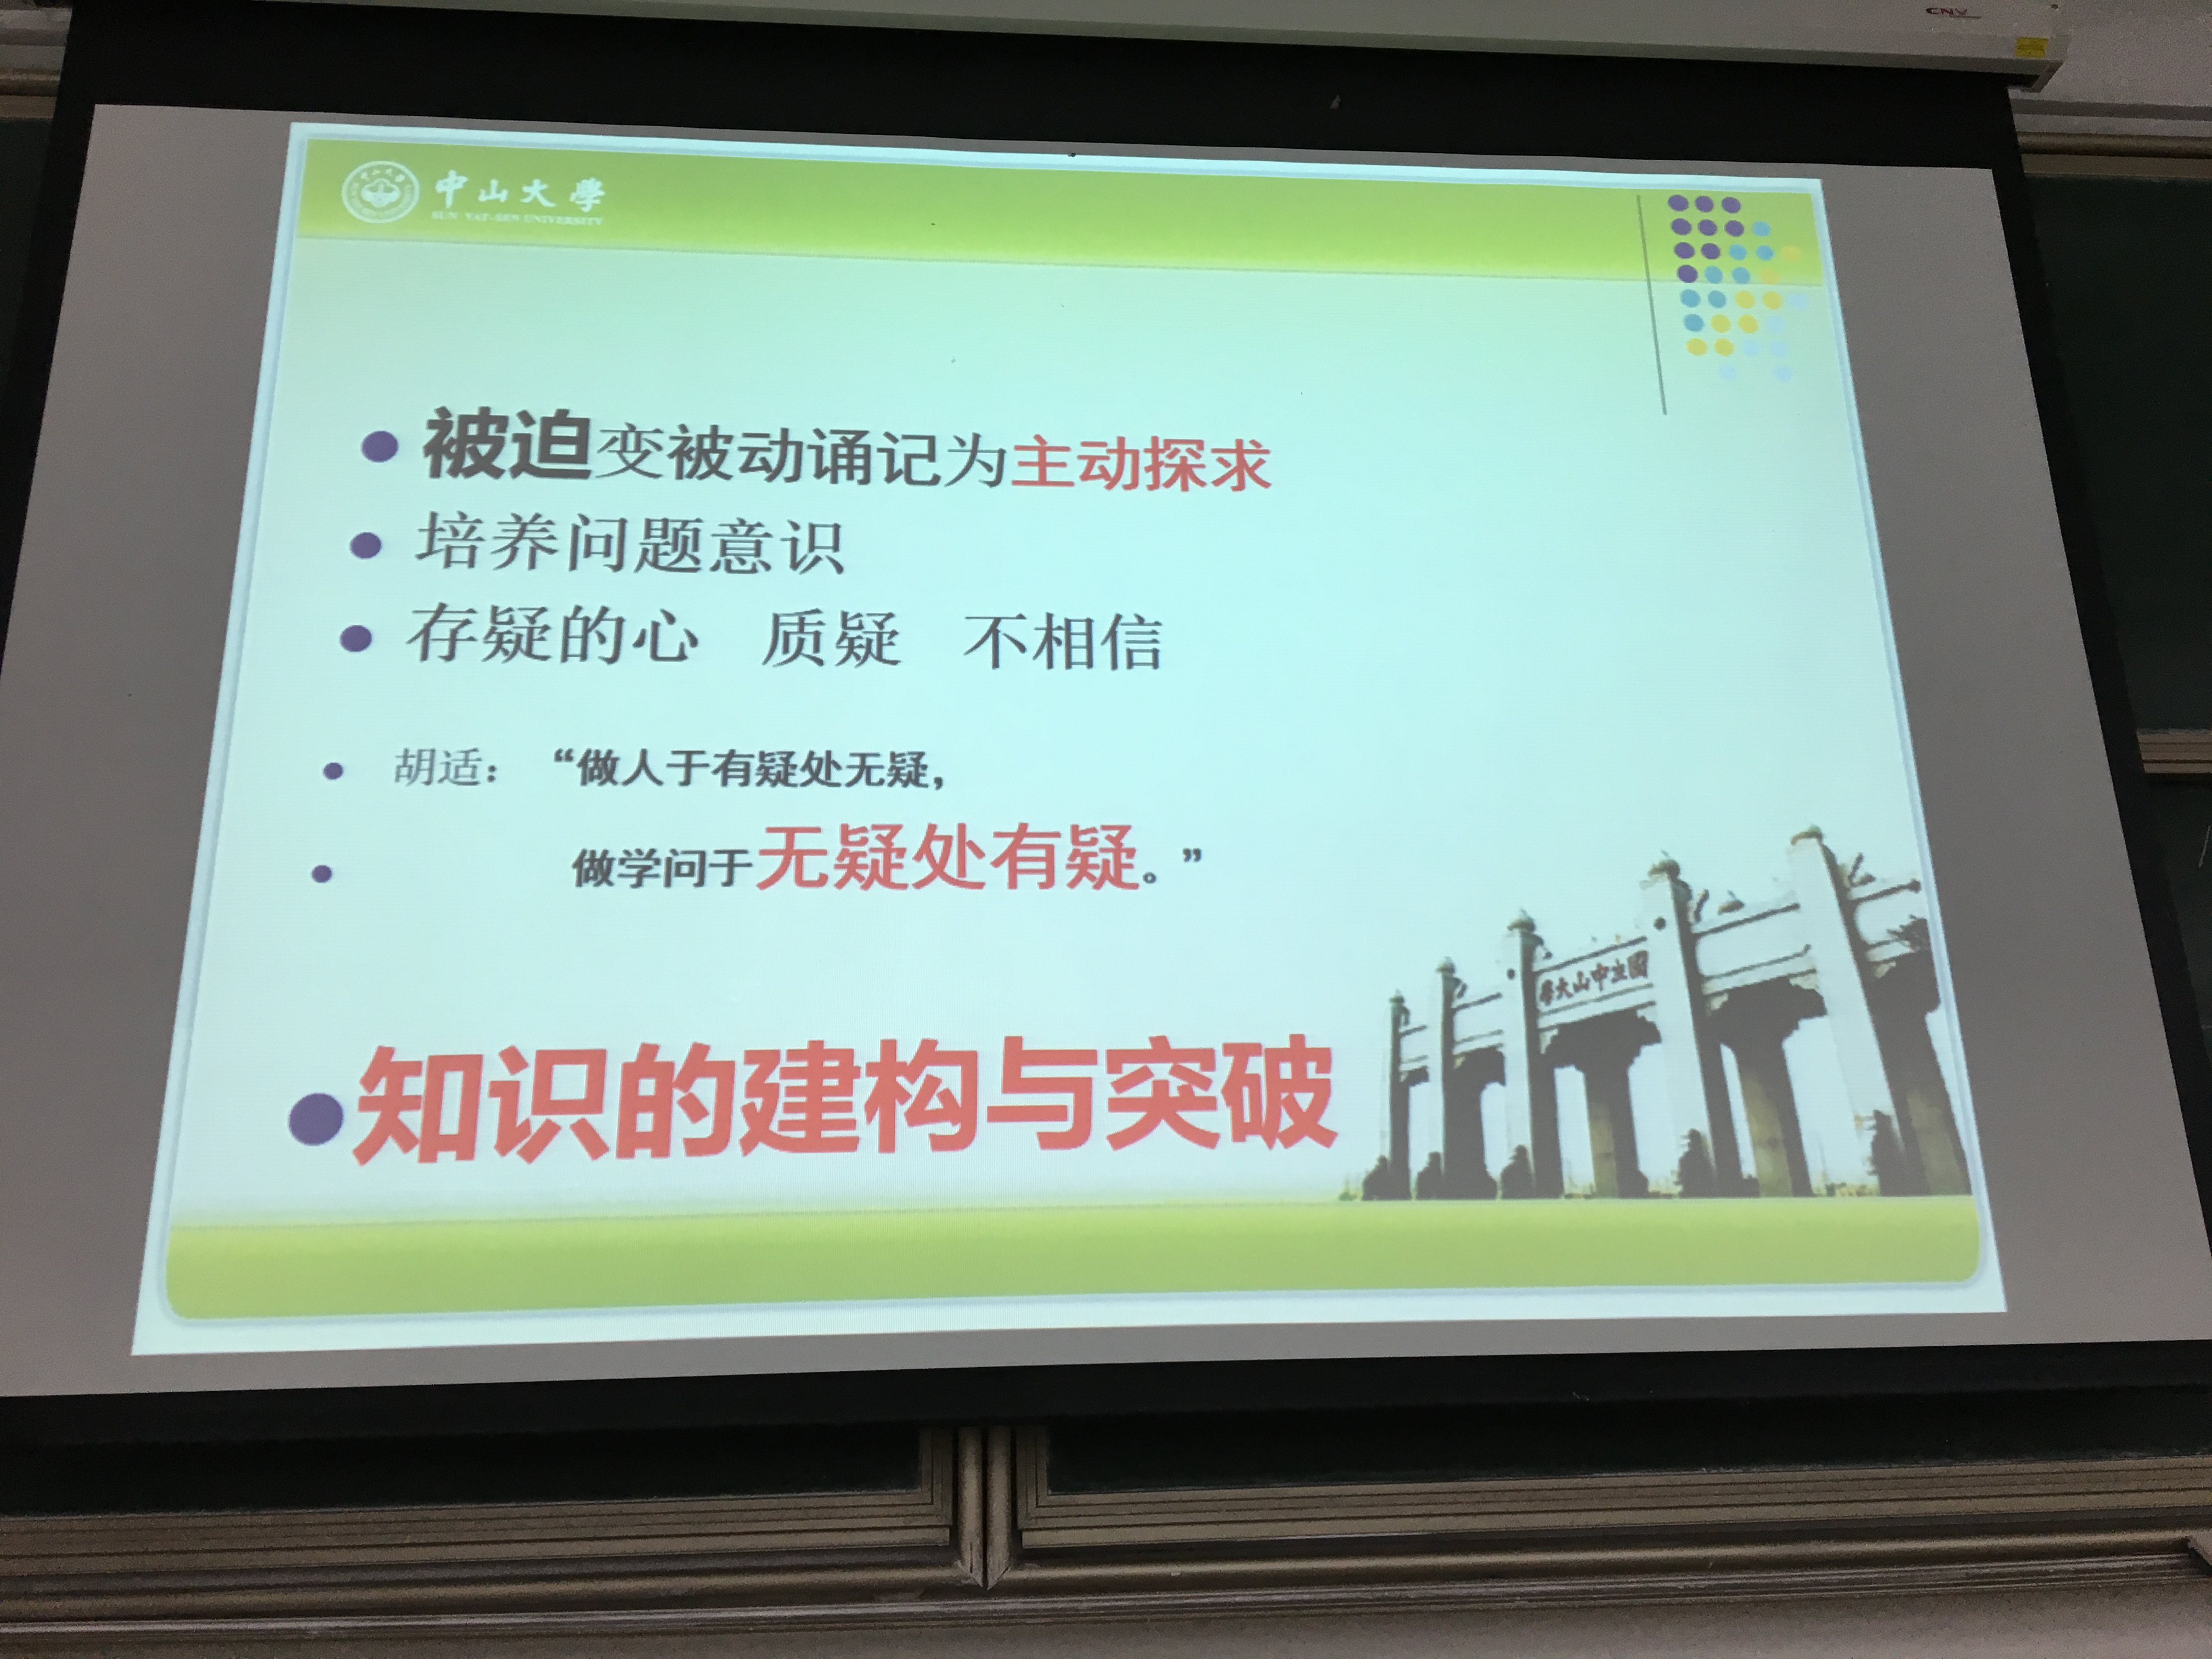 CNV
中山大學
SUN YAT-SEN UNIVERSITY
被迫变被动诵记为主动探求
培养问题意识
存疑的心 质疑 不相信
胡适：“做人于有疑处无疑，
做学问于无疑处有疑。”
國立中山大學
知识的建构与突破